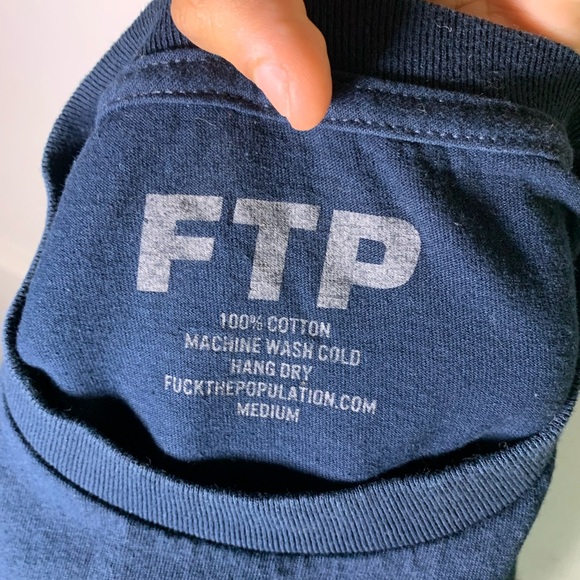 FTP
100% COTTON
MACHINE WASH COLD
HANG DRY
FUCKTHEPOPULATION.COM
MEDIUM